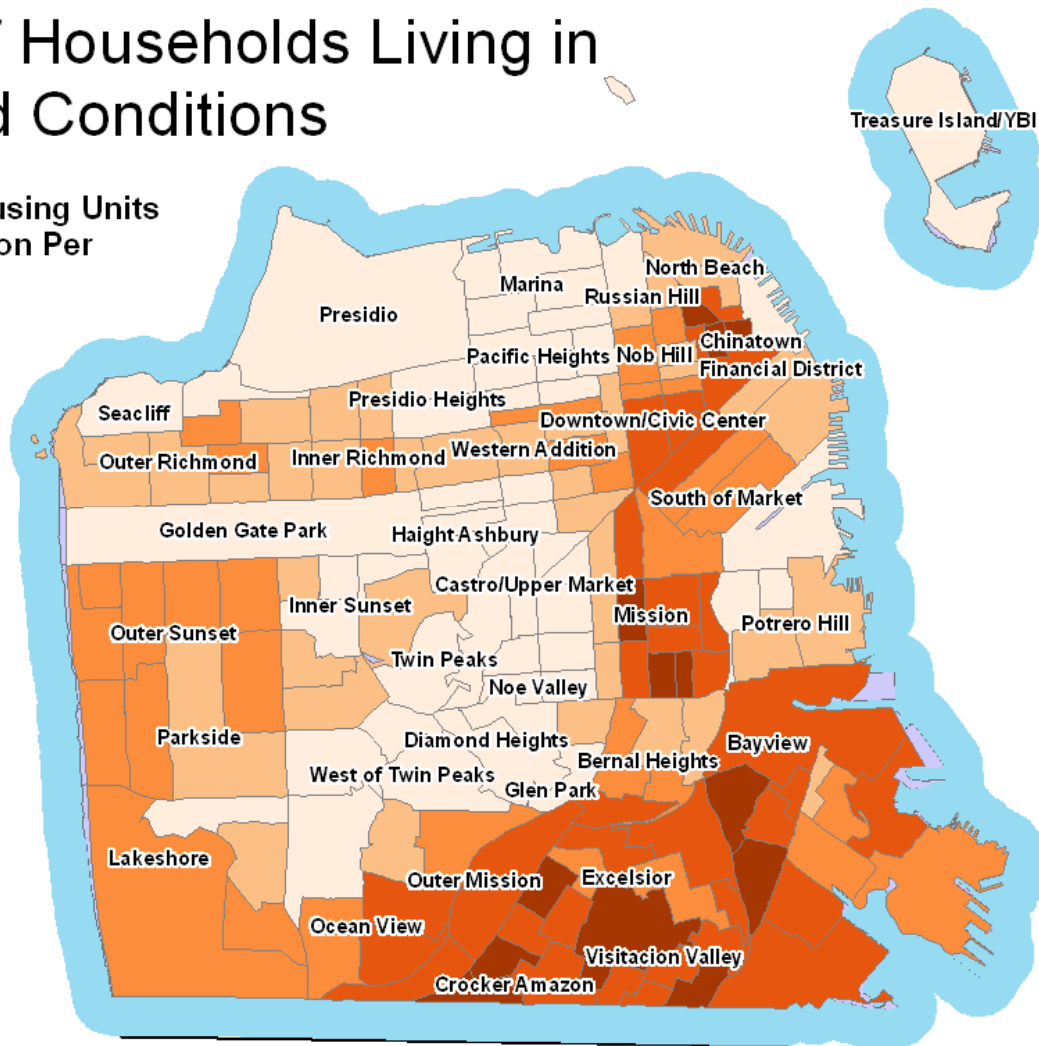 Households Living in
Conditions
using Units
on Per
Treasure Island/YBI
North Beach
Marina
Russian Hill
Presidio
Chinatown
Pacific Heights
Nob Hill
Financial District
Presidio Heights
Seacliff
Downtown/Civic Center
Western Addition
Inner Richmond
Outer Richmond
South of Market
Golden Gate Park
Haight Ashbury
Castro/Upper Market
Inner Sunset
Mission
Potrero Hill
Outer Sunset
Twin Peaks
Noe Valley
Parkside
Diamond Heights
Bayview
Bernal Heights
West of Twin Peaks
Glen Park
Lakeshore
Outer Mission
Excelsior
Ocean View
Visitacion Valley
Crocker Amazon